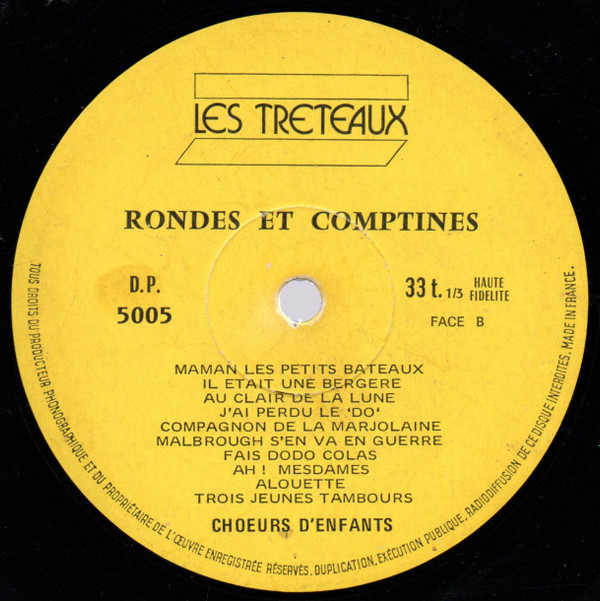 LES TRETEAUX
RONDES ET COMPTINES
D.P.
5005
33 t. 1/3 HAUTE FIDELITE
FACE B
MAMAN LES PETITS BATEAUX
IL ETAIT UNE BERGERE
AU CLAIR DE LA LUNE
J'AI PERDU LE 'DO'
COMPAGNON DE LA MARJOLAINE
MALBROUGH S'EN VA EN GUERRE
FAIS DODO COLAS
AH ! MESDAMES
ALOUETTE
TROIS JEUNES TAMBOURS
CHOEURS D'ENFANTS
TOUS DROITS DU PRODUCTEUR PHONOGRAPHIQUE ET DU PROPRIÉTAIRE DE L'ŒUVRE ENREGISTRÉE RÉSERVÉS, DUPLICATION, EXÉCUTION PUBLIQUE, RADIODIFFUSION DE CE DISQUE INTERDITES. MADE IN FRANCE.